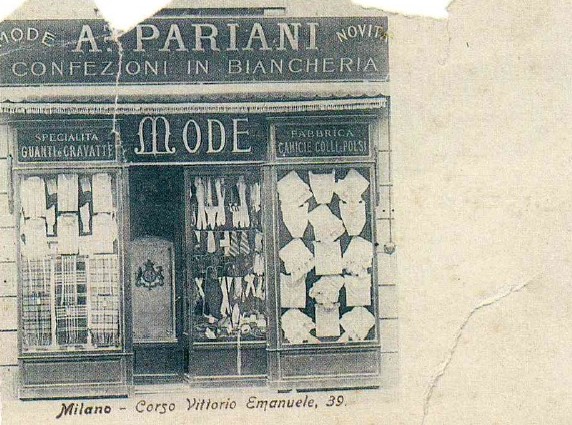 MODE A. PARIANI NOVITÀ
CONFEZIONI IN BIANCHERIA
SPECIALITÀ
GUANTI e CRAVATTE
MODE
FABBRICA
CAMICIE COLLI e POLSI
Milano - Corso Vittorio Emanuele, 39.